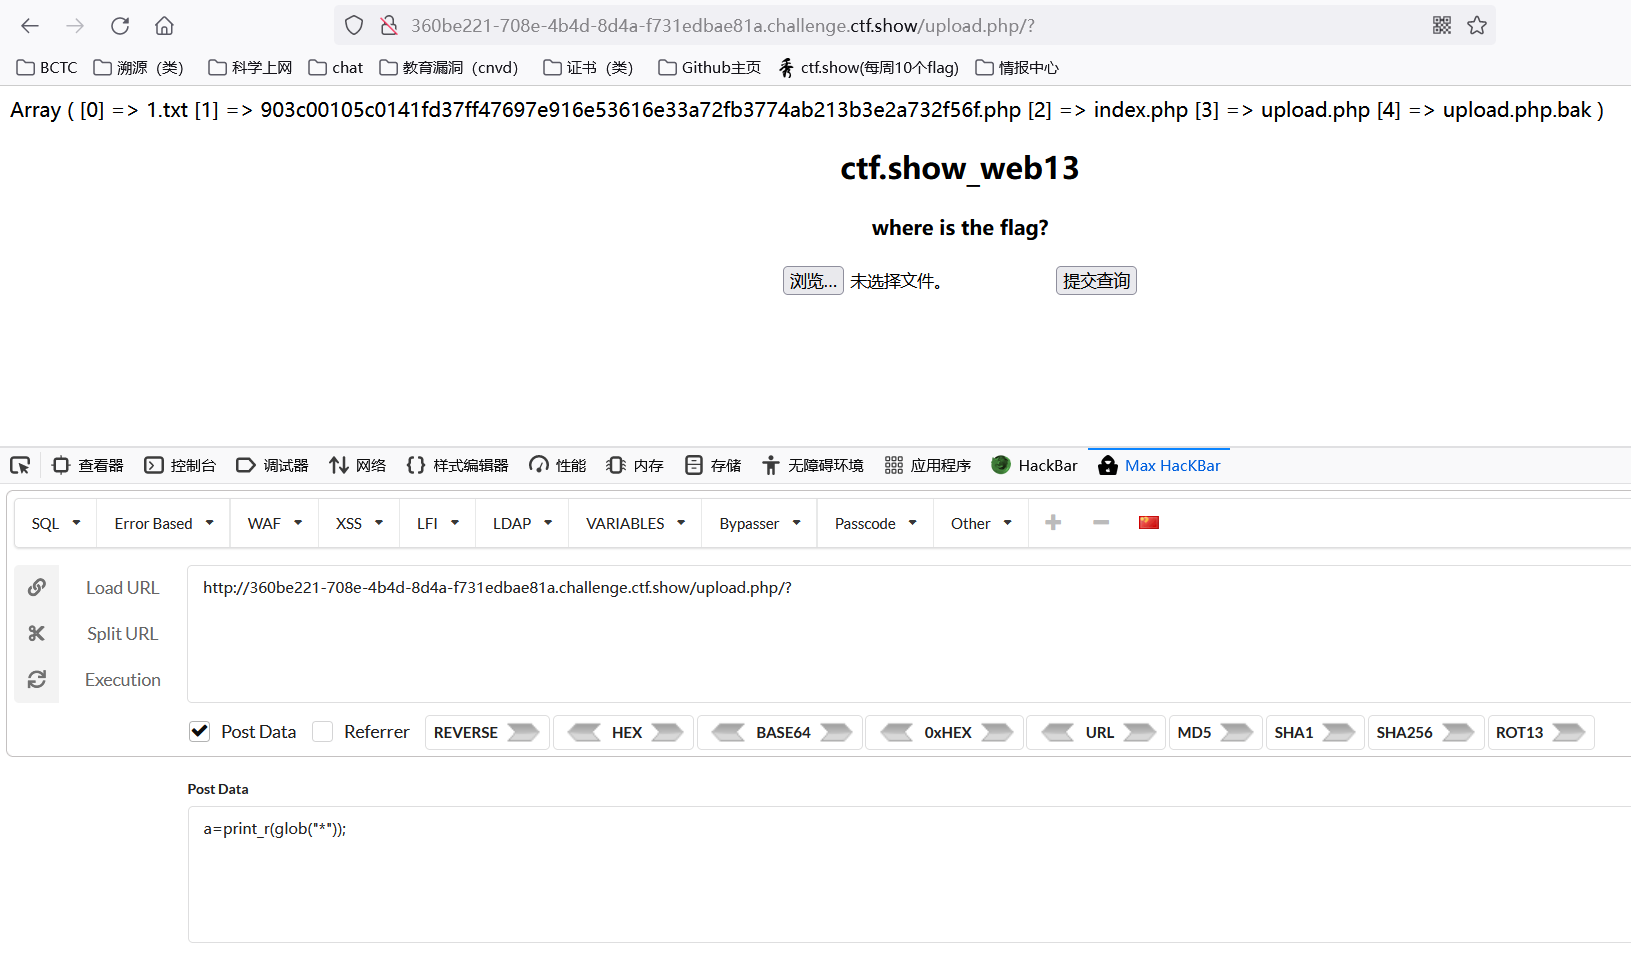 360be221-708e-4b4d-8d4a-f731edbae81a.challenge.ctf.show/upload.php/?
BCTC 溯源（类） 科学上网 chat 教育漏洞（cnvd） 证书（类） Github主页 ctf.show(每周10个flag) 情报中心
Array ( [0] => 1.txt [1] => 903c00105c0141fd37ff47697e916e53616e33a72fb3774ab213b3e2a732f56f.php [2] => index.php [3] => upload.php [4] => upload.php.bak )
ctf.show_web13
where is the flag?
浏览... 未选择文件。 提交查询
查看器 控制台 调试器 网络 样式编辑器 性能 内存 存储 无障碍环境 应用程序 HackBar Max HacKBar
SQL Error Based WAF XSS LFI LDAP VARIABLES Bypasser Passcode Other
Load URL
http://360be221-708e-4b4d-8d4a-f731edbae81a.challenge.ctf.show/upload.php/?
Split URL
Execution
Post Data Referrer REVERSE HEX BASE64 0xHEX URL MD5 SHA1 SHA256 ROT13
Post Data
a=print_r(glob("*"));